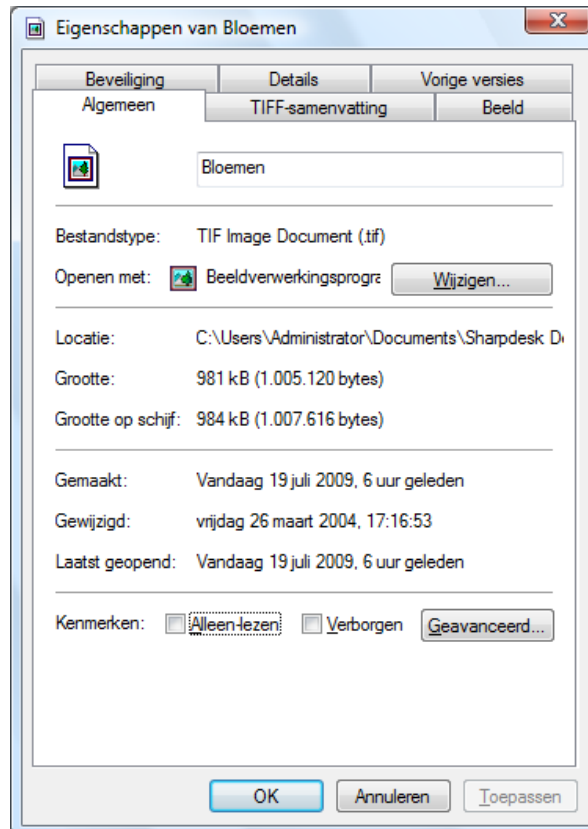 Eigenschappen van Bloemen
Beveiliging Details Vorige versies
Algemeen TIFF-samenvatting Beeld
Bloemen
Bestandstype: TIF Image Document (.tif)
Openen met: Beeldverwerkingsprogra Wijzigen...
Locatie: C:\Users\Administrator\Documents\Sharpdesk D
Grootte: 981 kB (1.005.120 bytes)
Grootte op schijf: 984 kB (1.007.616 bytes)
Gemaakt: Vandaag 19 juli 2009, 6 uur geleden
Gewijzigd: vrijdag 26 maart 2004, 17:16:53
Laatst geopend: Vandaag 19 juli 2009, 6 uur geleden
Kenmerken: Alleen-lezen Verborgen Geavanceerd...
OK Annuleren Toepassen